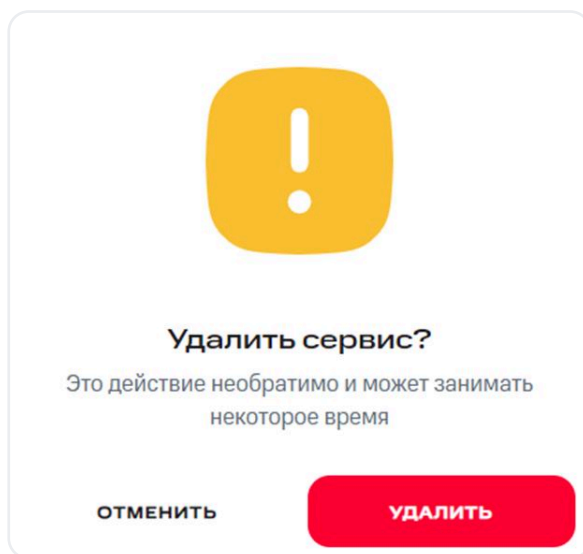 Удалить сервис?
Это действие необратимо и может занимать
некоторое время
ОТМЕНИТЬ
УДАЛИТЬ